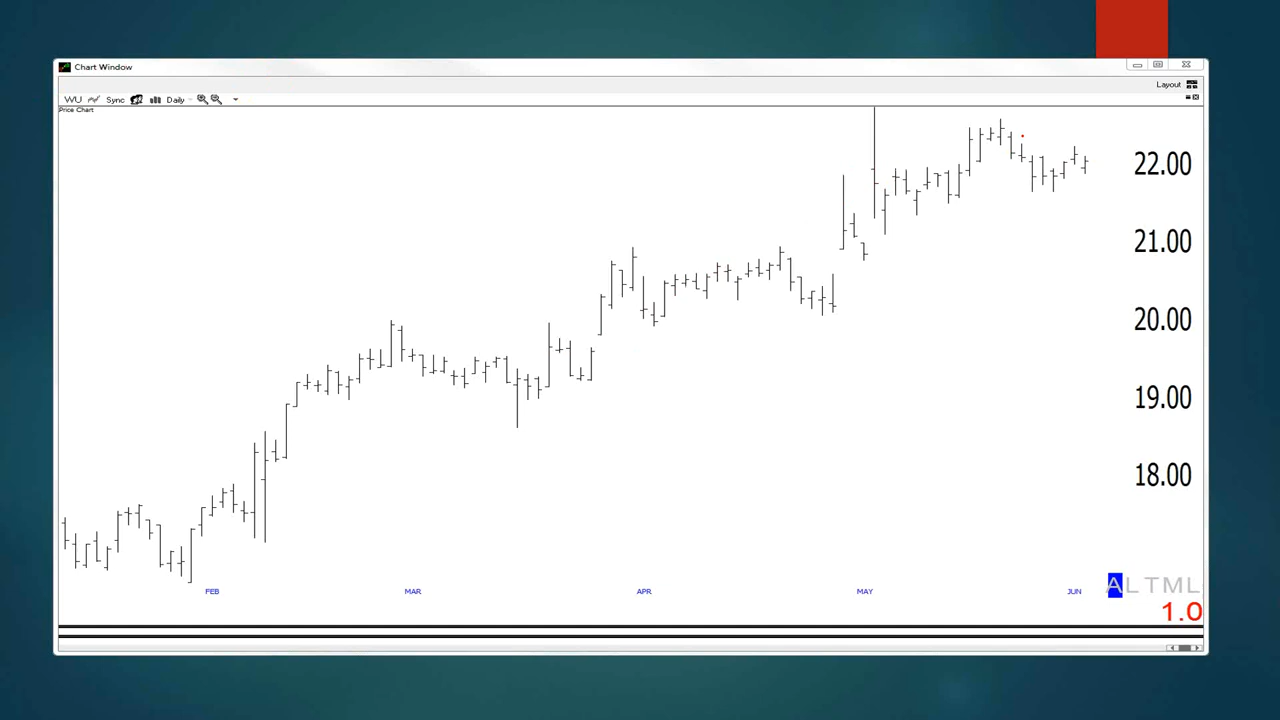 Chart Window
Layout
WU Sync Daily
Price Chart
22.00
21.00
20.00
19.00
18.00
FEB MAR APR MAY JUN
ALTML
1.0